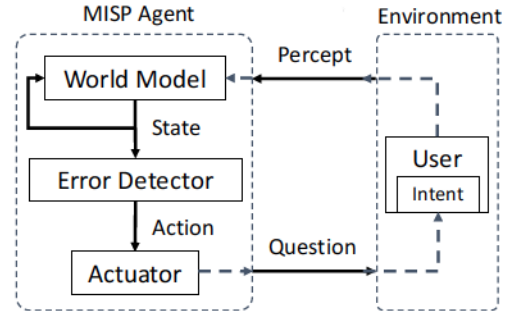 MISP Agent
Environment
World Model
Percept
State
User
Intent
Error Detector
Action
Question
Actuator